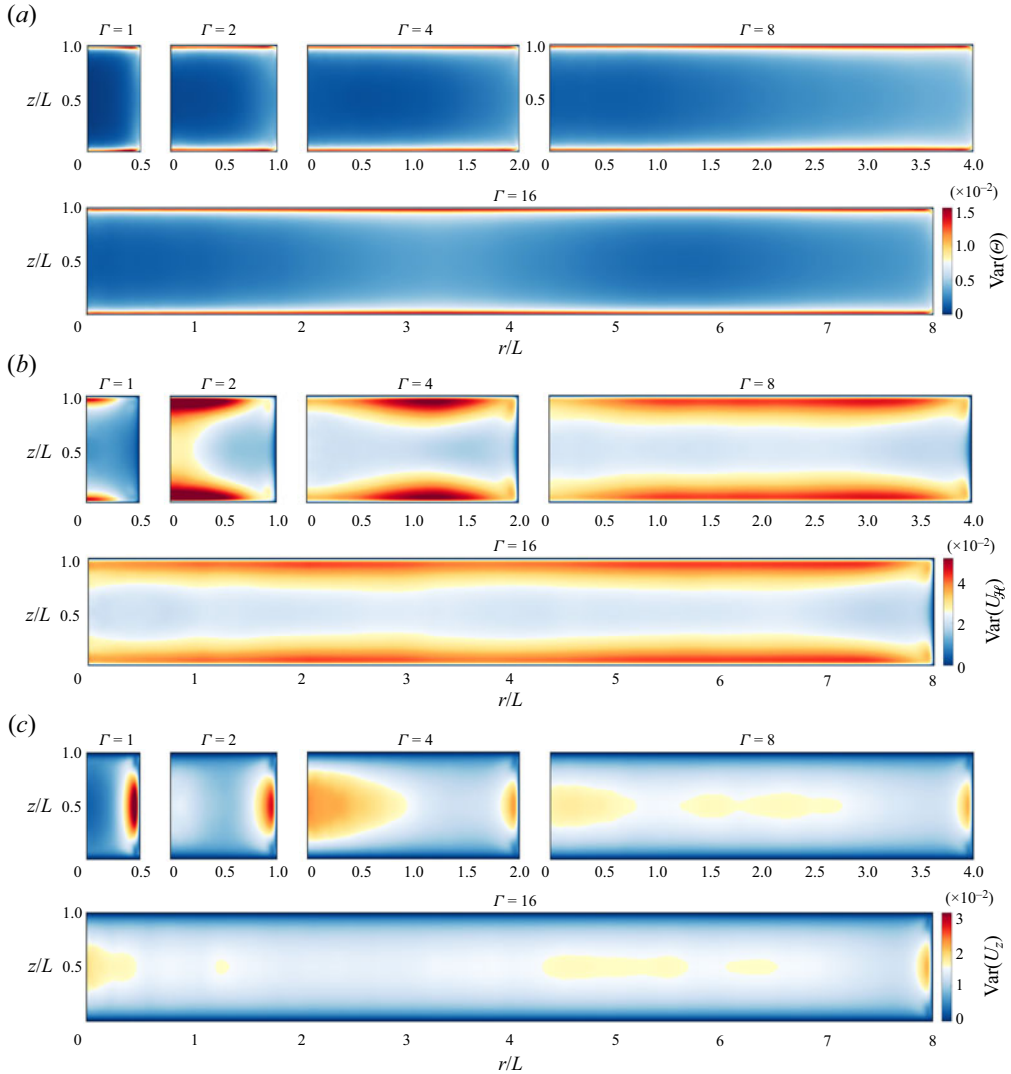 (a)
Γ = 1 Γ = 2 Γ = 4 Γ = 8
1.0 1.0
z/L 0.5 0.5
0 0.5 0 0.5 1.0 0 0.5 1.0 1.5 2.0 0 0.5 1.0 1.5 2.0 2.5 3.0 3.5 4.0
Γ = 16 (×10⁻²)
1.0 1.5
z/L 0.5 1.0 Var(Θ)
0.5
0
0 1 2 3 4 5 6 7 8
r/L
(b)
Γ = 1 Γ = 2 Γ = 4 Γ = 8
1.0
z/L 0.5
0 0.5 0 0.5 1.0 0 0.5 1.0 1.5 2.0 0 0.5 1.0 1.5 2.0 2.5 3.0 3.5 4.0
Γ = 16 (×10⁻²)
1.0 4
z/L 0.5 2 Var(U_ℋ)
0
0 1 2 3 4 5 6 7 8
r/L
(c)
Γ = 1 Γ = 2 Γ = 4 Γ = 8
1.0
z/L 0.5
0 0.5 0 0.5 1.0 0 0.5 1.0 1.5 2.0 0 0.5 1.0 1.5 2.0 2.5 3.0 3.5 4.0
Γ = 16 (×10⁻²)
1.0 3
z/L 0.5 2 Var(U_z)
1
0
0 1 2 3 4 5 6 7 8
r/L